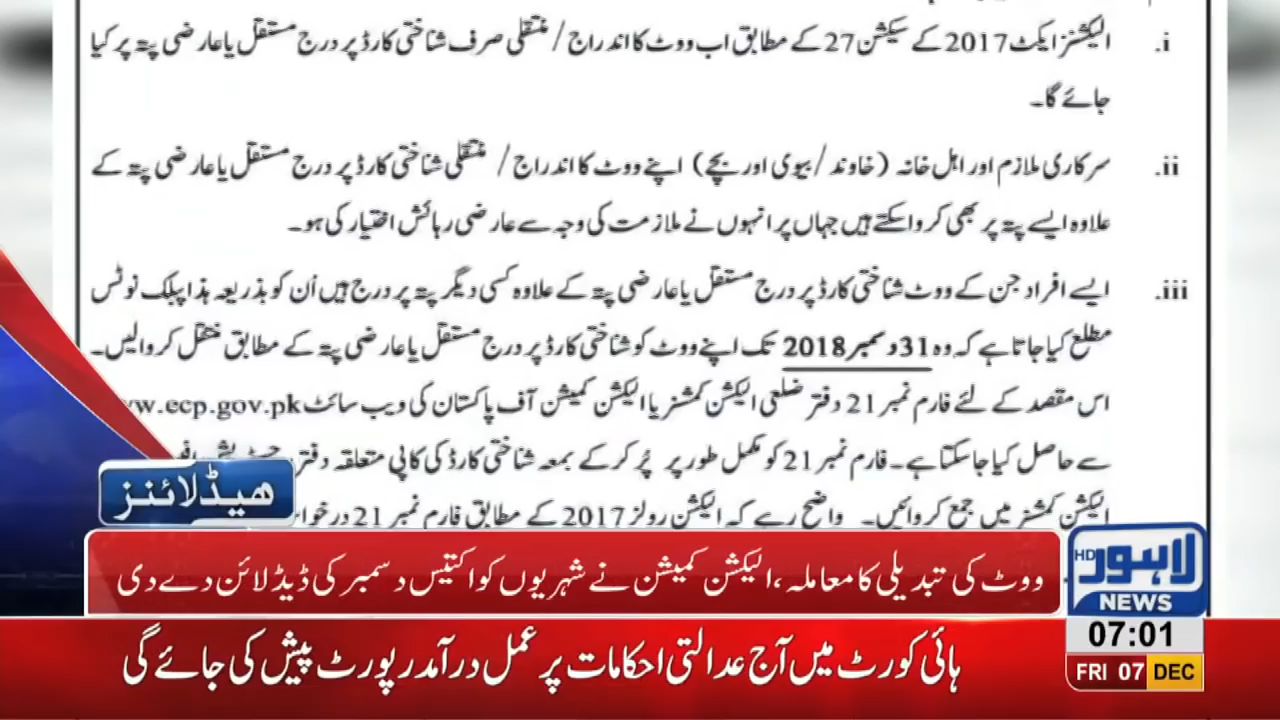 i. الیکشنز ایکٹ 2017 کے سیکشن 27 کے مطابق اب ووٹ کا اندراج / منتقلی صرف شناختی کارڈ پر درج مستقل یا عارضی پتہ پر کیا
جائے گا۔
ii. سرکاری ملازم اور اہل خانہ (خاوند / بیوی اور بچے) اپنے ووٹ کا اندراج / منتقلی شناختی کارڈ پر درج مستقل یا عارضی پتہ کے
علاوہ ایسے پتہ پر بھی کروا سکتے ہیں جہاں پر انہوں نے ملازمت کی وجہ سے عارضی رہائش اختیار کی ہو۔
iii. ایسے افراد جن کے ووٹ شناختی کارڈ پر درج مستقل یا عارضی پتہ کے علاوہ کسی دیگر پتہ پر درج ہیں اُن کو بذریعہ ہذا پبلک نوٹس
مطلع کیا جاتا ہے کہ وہ 31 دسمبر 2018 تک اپنے ووٹ کو شناختی کارڈ پر درج مستقل یا عارضی پتہ کے مطابق منتقل کروالیں۔
اس مقصد کے لئے فارم نمبر 21 دفتر ضلعی الیکشن کمشنر یا الیکشن کمیشن آف پاکستان کی ویب سائٹ w.ecp.gov.pk
سے حاصل کیا جاسکتا ہے۔ فارم نمبر 21 کو مکمل طور پر پُر کرکے بمعہ شناختی کارڈ کی کاپی متعلقہ دفتر
الیکشن کمشنر میں جمع کروائیں۔ واضح رہے کہ الیکشن رولز 2017 کے مطابق فارم نمبر 21
ہیڈلائنز
ووٹ کی تبدیلی کا معاملہ، الیکشن کمیشن نے شہریوں کو اکتیس دسمبر کی ڈیڈ لائن دے دی
لاہور HD
NEWS
07:01
FRI 07 DEC
ہائی کورٹ میں آج عدالتی احکامات پر عمل درآمد رپورٹ پیش کی جائے گی